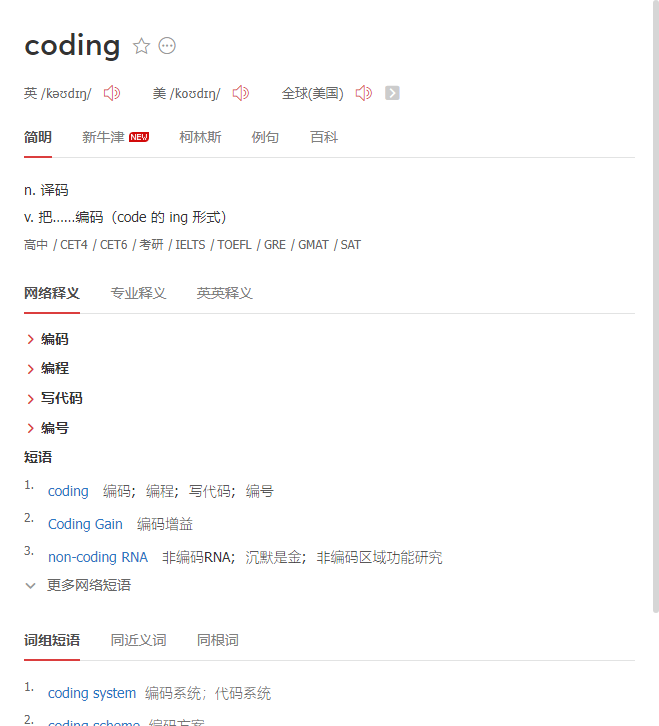 coding
英 /ˈkəʊdɪŋ/ 美 /ˈkoʊdɪŋ/ 全球(美国)
简明 新牛津 NEW 柯林斯 例句 百科
n. 译码
v. 把……编码（code 的 ing 形式）
高中 / CET4 / CET6 / 考研 / IELTS / TOEFL / GRE / GMAT / SAT
网络释义 专业释义 英英释义
编码
编程
写代码
编号
短语
1. coding 编码；编程；写代码；编号
2. Coding Gain 编码增益
3. non-coding RNA 非编码RNA；沉默是金；非编码区域功能研究
更多网络短语
词组短语 同近义词 同根词
1. coding system 编码系统；代码系统
2. coding scheme 编码方案